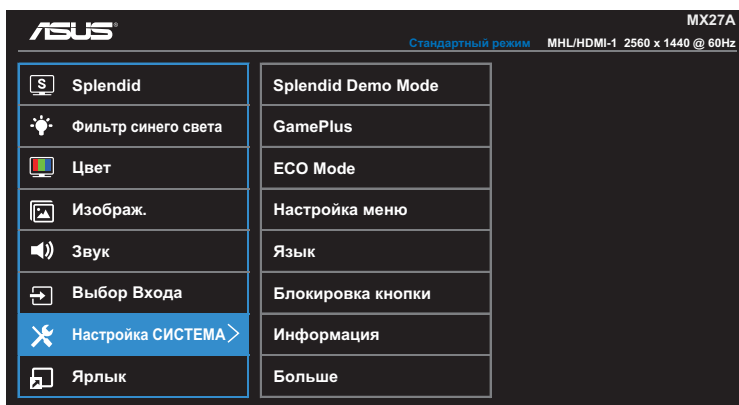 ASUS®
MX27A
Стандартный режим MHL/HDMI-1 2560 x 1440 @ 60Hz
S Splendid
Фильтр синего света
Цвет
Изображ.
Звук
Выбор Входа
Настройка СИСТЕМА
Ярлык
Splendid Demo Mode
GamePlus
ECO Mode
Настройка меню
Язык
Блокировка кнопки
Информация
Больше